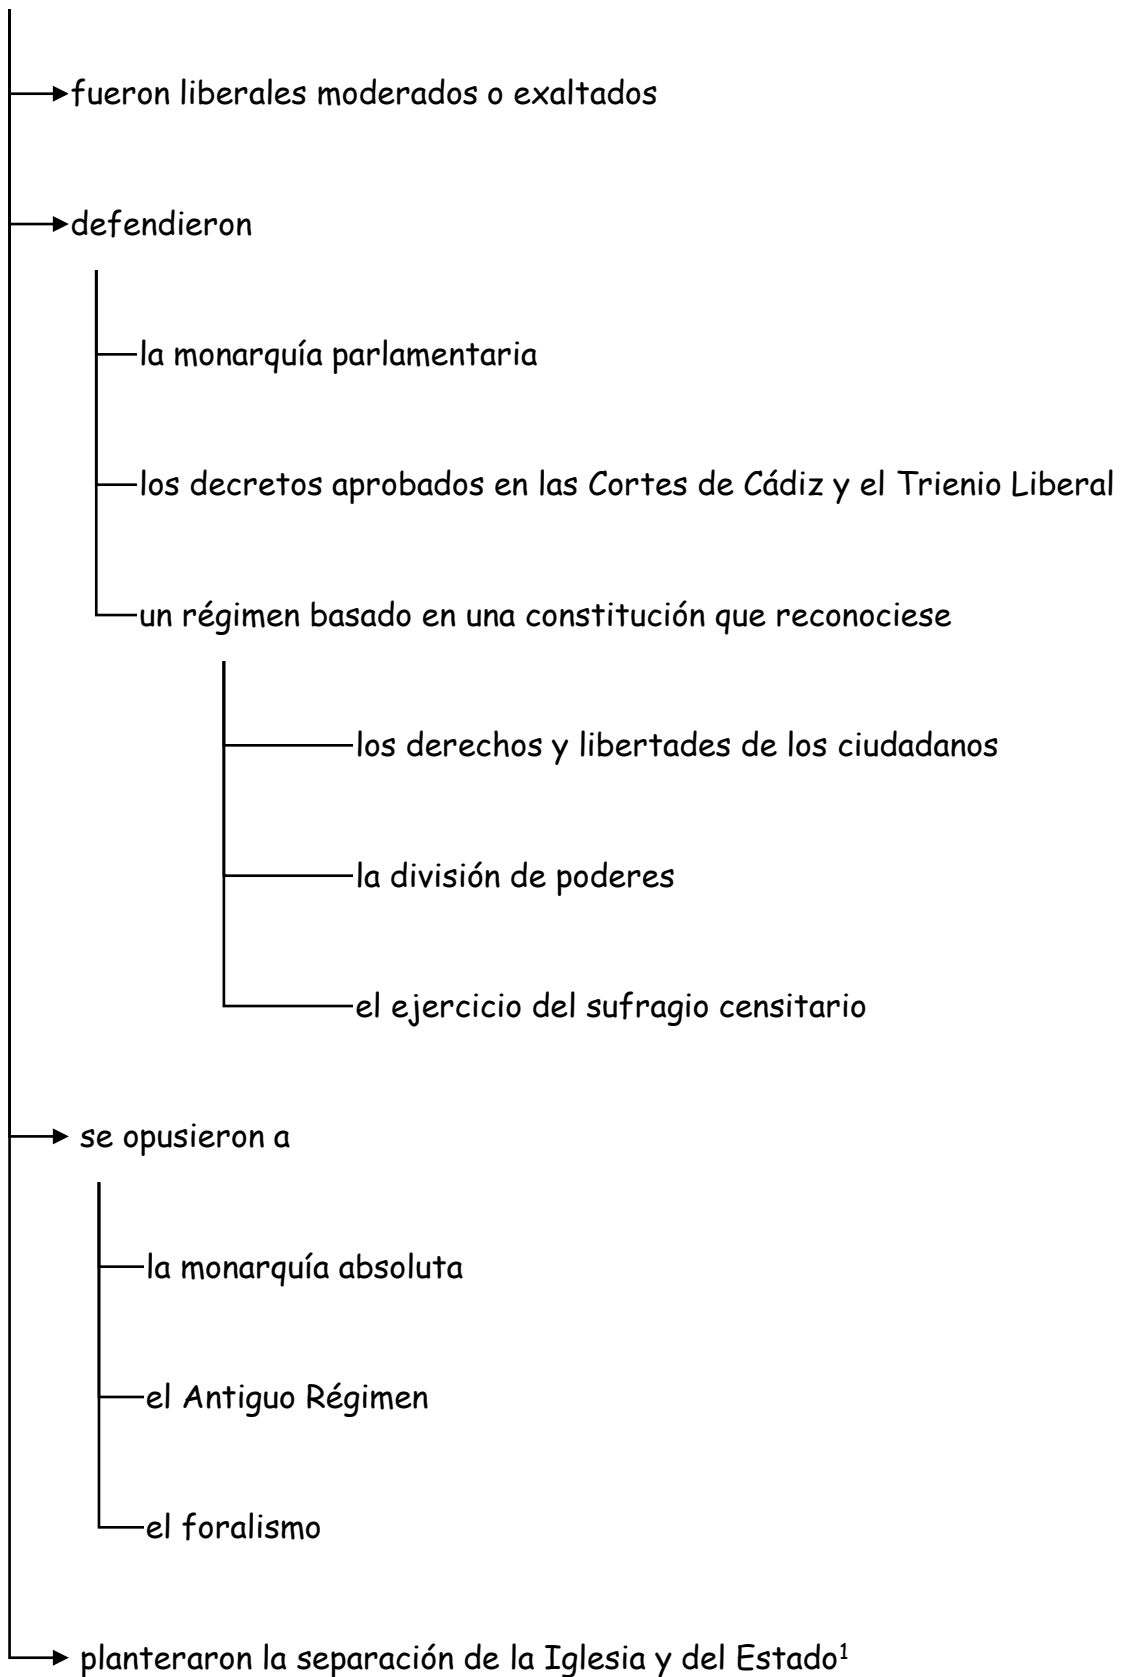 fueron liberales moderados o exaltados
defendieron
la monarquía parlamentaria
los decretos aprobados en las Cortes de Cádiz y el Trienio Liberal
un régimen basado en una constitución que reconociese
los derechos y libertades de los ciudadanos
la división de poderes
el ejercicio del sufragio censitario
se opusieron a
la monarquía absoluta
el Antiguo Régimen
el foralismo
planteraron la separación de la Iglesia y del Estado¹